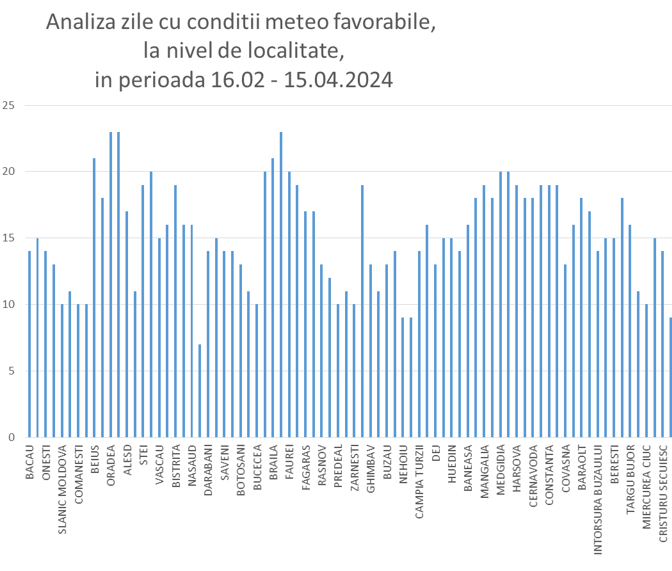 Analiza zile cu conditii meteo favorabile,
la nivel de localitate,
in perioada 16.02 - 15.04.2024
25
20
15
10
5
0
BACAU
ONESTI
SLANIC MOLDOVA
COMANESTI
BEIUS
ORADEA
ALESD
STEI
VASCAU
BISTRITA
NASAUD
DARABANI
SAVENI
BOTOSANI
BUCECEA
BRAILA
FAUREI
FAGARAS
RASNOV
PREDEAL
ZARNESTI
GHIMBAV
BUZAU
NEHOIU
CAMPIA TURZII
DEJ
HUEDIN
BANEASA
MANGALIA
MEDGIDIA
HARSOVA
CERNAVODA
CONSTANTA
COVASNA
BARAOLT
INTORSURA BUZAULUI
BERESTI
TARGU BUJOR
MIERCUREA CIUC
CRISTURU SECUIESC